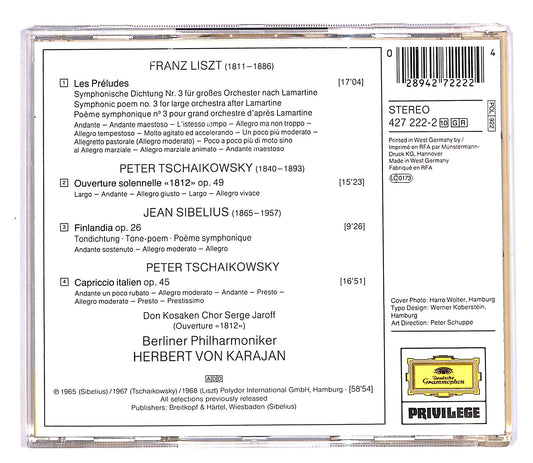 FRANZ LISZT (1811–1886)
1 Les Préludes [17'04]
Symphonische Dichtung Nr. 3 für großes Orchester nach Lamartine
Symphonic poem no. 3 for large orchestra after Lamartine
Poème symphonique nº 3 pour grand orchestre d'après Lamartine
Andante – Andante maestoso – L'istesso tempo – Allegro ma non troppo –
Allegro tempestoso – Molto agitato ed accelerando – Un poco più moderato –
Allegretto pastorale (Allegro moderato) – Poco a poco più di moto sino
al Allegro marziale – Allegro marziale animato – Andante maestoso
PETER TSCHAIKOWSKY (1840–1893)
2 Ouverture solennelle «1812» op. 49 [15'23]
Largo – Andante – Allegro giusto – Largo – Allegro vivace
JEAN SIBELIUS (1865–1957)
3 Finlandia op. 26 [9'26]
Tondichtung · Tone-poem · Poème symphonique
Andante sostenuto – Allegro moderato – Allegro
PETER TSCHAIKOWSKY
4 Capriccio italien op. 45 [16'51]
Andante un poco rubato – Allegro moderato – Andante – Presto –
Allegro moderato – Presto – Prestissimo
Don Kosaken Chor Serge Jaroff
(Ouverture «1812»)
Berliner Philharmoniker
HERBERT VON KARAJAN
ADD
℗ 1965 (Sibelius) / 1967 (Tschaikowsky) / 1968 (Liszt) Polydor International GmbH, Hamburg · [58'54]
All selections previously released
Publishers: Breitkopf & Härtel, Wiesbaden (Sibelius)
0 28942 72222 4
STEREO
427 222-2 10 GR
POL 922
Printed in West Germany by /
Imprimé en RFA par Münstermann-
Druck KG, Hannover
Made in West Germany
Fabriqué en RFA
LC 0173
Cover Photo: Harro Wolter, Hamburg
Typo Design: Werner Koberstein,
Hamburg
Art Direction: Peter Schuppe
Deutsche
Grammophon
PRIVILEGE